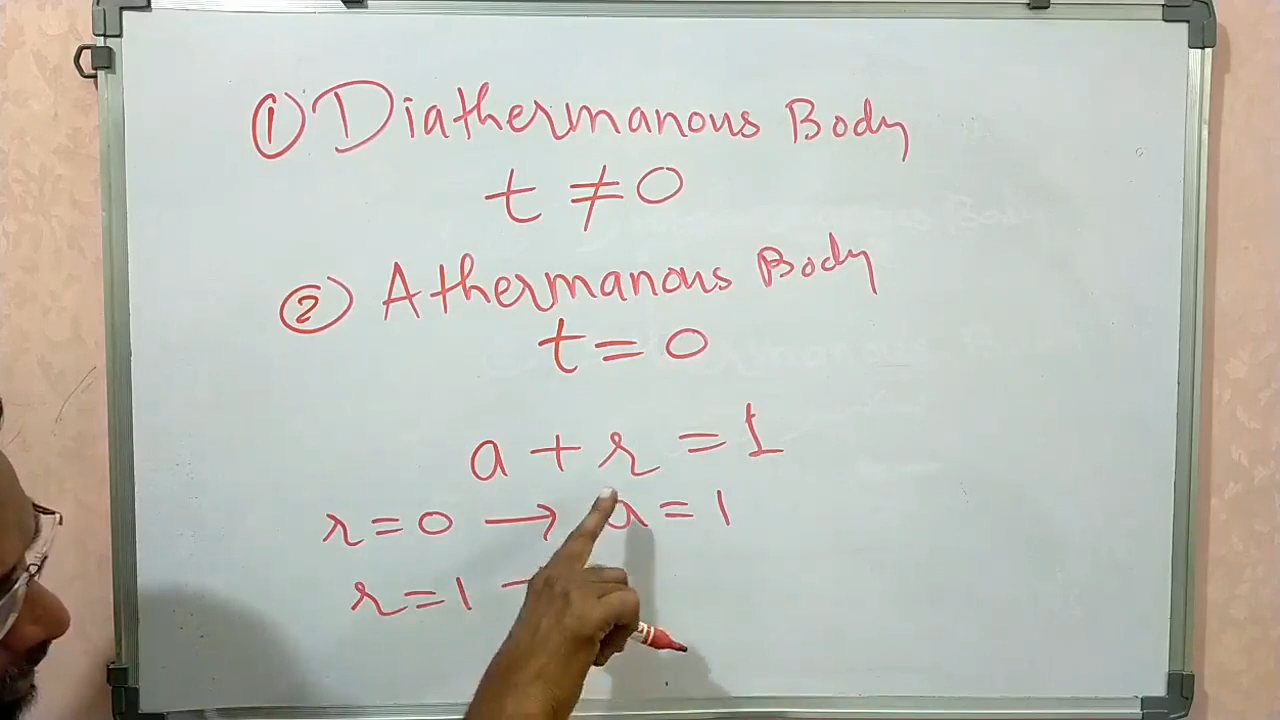 ① Diathermanous Body
t ≠ 0
② Athermanous Body
t = 0
a + r = 1
r = 0 → a = 1
r = 1